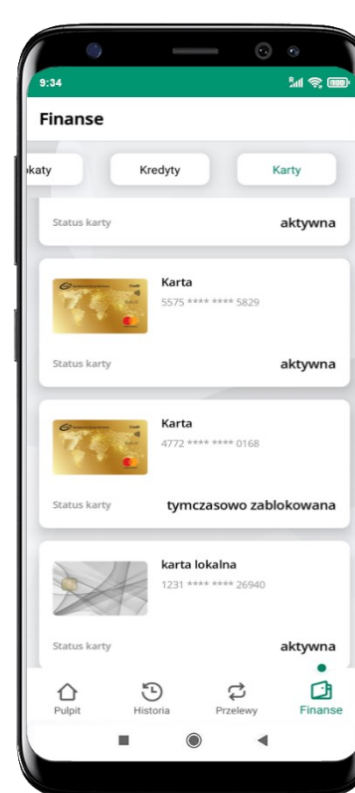 9:34
Finanse
katy
Kredyty
Karty
Status karty
aktywna
Karta
5575 **** **** 5829
Status karty
aktywna
Karta
4772 **** **** 0168
Status karty
tymczasowo zablokowana
karta lokalna
1231 **** **** 26940
Status karty
aktywna
Pulpit
Historia
Przelewy
Finanse